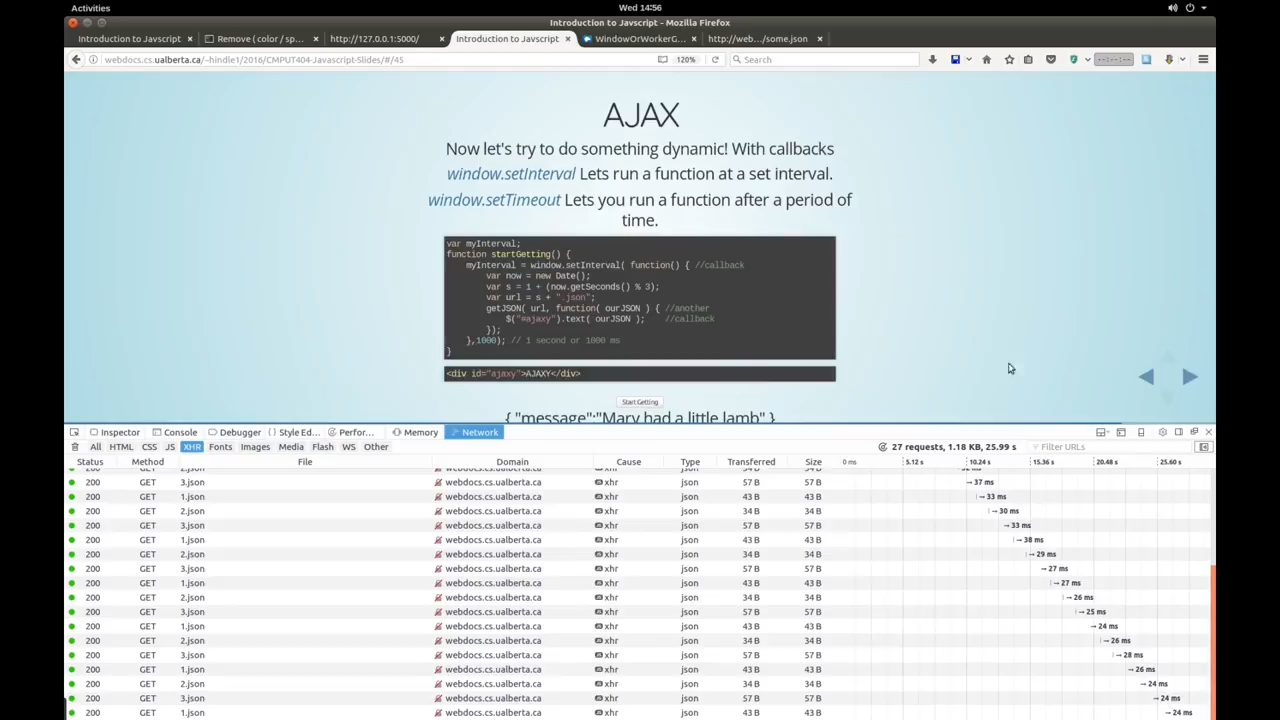 Activities
Wed 14:56
Introduction to Javscript - Mozilla Firefox
Introduction to Javscript × Remove ( color / sp... × http://127.0.0.1:5000/ × Introduction to Javscript × WindowOrWorkerG... × http://web.../some.json ×
webdocs.cs.ualberta.ca/~hindle1/2016/CMPUT404-Javascript-Slides/#/45 120% Search
AJAX
Now let's try to do something dynamic! With callbacks
window.setInterval Lets run a function at a set interval.
window.setTimeout Lets you run a function after a period of
time.
var myInterval;
function startGetting() {
myInterval = window.setInterval( function() { //callback
var now = new Date();
var s = 1 + (now.getSeconds() % 3);
var url = s + ".json";
getJSON( url, function( ourJSON ) { //another
$("#ajaxy").text( ourJSON ); //callback
});
},1000); // 1 second or 1000 ms
}
<div id="ajaxy">AJAXY</div>
Start Getting
{ "message":"Mary had a little lamb" }
Inspector Console Debugger Style Ed... Perfor... Memory Network
All HTML CSS JS XHR Fonts Images Media Flash WS Other 27 requests, 1.18 KB, 25.99 s Filter URLs
Status Method File Domain Cause Type Transferred Size 0 ms 5.12 s 10.24 s 15.36 s 20.48 s 25.60 s
200 GET 3.json webdocs.cs.ualberta.ca xhr json 57 B 57 B → 37 ms
200 GET 1.json webdocs.cs.ualberta.ca xhr json 43 B 43 B → 33 ms
200 GET 2.json webdocs.cs.ualberta.ca xhr json 34 B 34 B → 30 ms
200 GET 3.json webdocs.cs.ualberta.ca xhr json 57 B 57 B → 33 ms
200 GET 1.json webdocs.cs.ualberta.ca xhr json 43 B 43 B → 38 ms
200 GET 2.json webdocs.cs.ualberta.ca xhr json 34 B 34 B → 29 ms
200 GET 3.json webdocs.cs.ualberta.ca xhr json 57 B 57 B → 27 ms
200 GET 1.json webdocs.cs.ualberta.ca xhr json 43 B 43 B → 27 ms
200 GET 2.json webdocs.cs.ualberta.ca xhr json 34 B 34 B → 26 ms
200 GET 3.json webdocs.cs.ualberta.ca xhr json 57 B 57 B → 25 ms
200 GET 1.json webdocs.cs.ualberta.ca xhr json 43 B 43 B → 24 ms
200 GET 2.json webdocs.cs.ualberta.ca xhr json 34 B 34 B → 26 ms
200 GET 3.json webdocs.cs.ualberta.ca xhr json 57 B 57 B → 28 ms
200 GET 1.json webdocs.cs.ualberta.ca xhr json 43 B 43 B → 26 ms
200 GET 2.json webdocs.cs.ualberta.ca xhr json 34 B 34 B → 24 ms
200 GET 3.json webdocs.cs.ualberta.ca xhr json 57 B 57 B → 24 ms
200 GET 1.json webdocs.cs.ualberta.ca xhr json 43 B 43 B → 24 ms